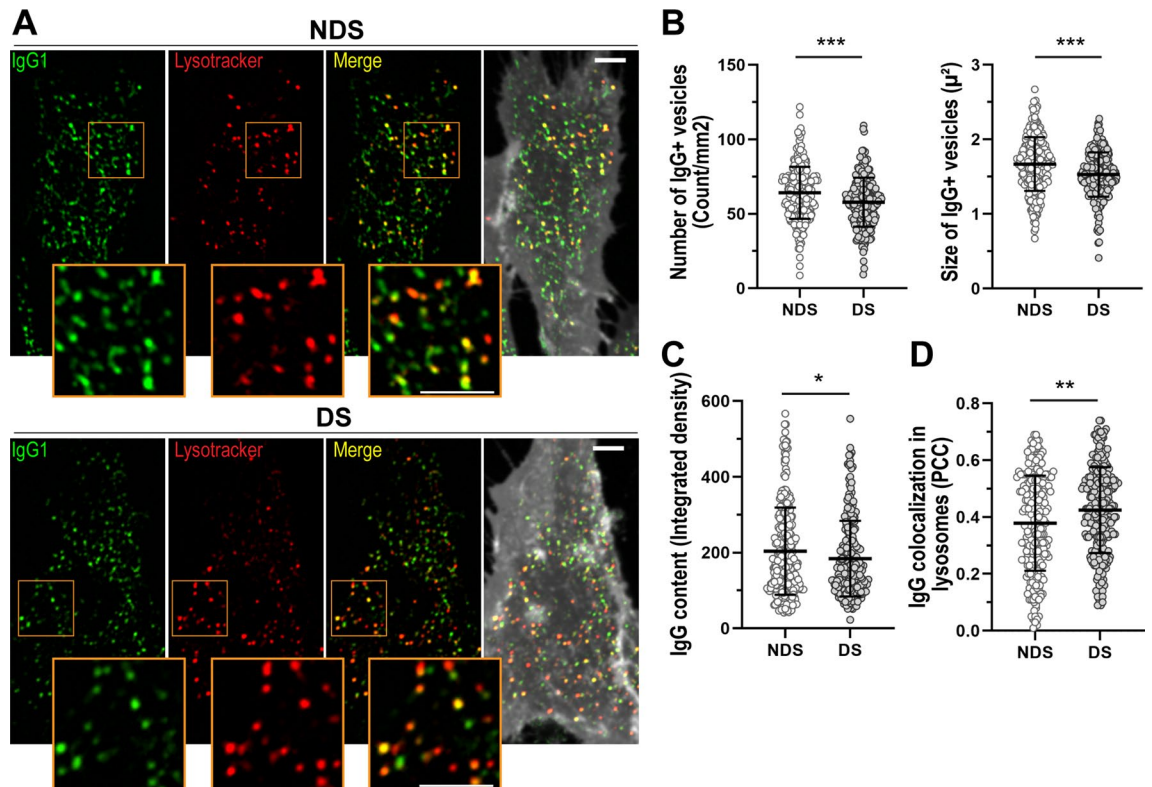 A
NDS
IgG1
Lysotracker
Merge
DS
IgG1
Lysotracker
Merge
B
***
Number of IgG+ vesicles
(Count/mm2)
150
100
50
0
NDS
DS
***
Size of IgG+ vesicles (µ²)
3
2
1
0
NDS
DS
C
*
IgG content (Integrated density)
600
400
200
0
NDS
DS
D
**
IgG colocalization in
lysosomes (PCC)
0.8
0.6
0.4
0.2
0.0
NDS
DS